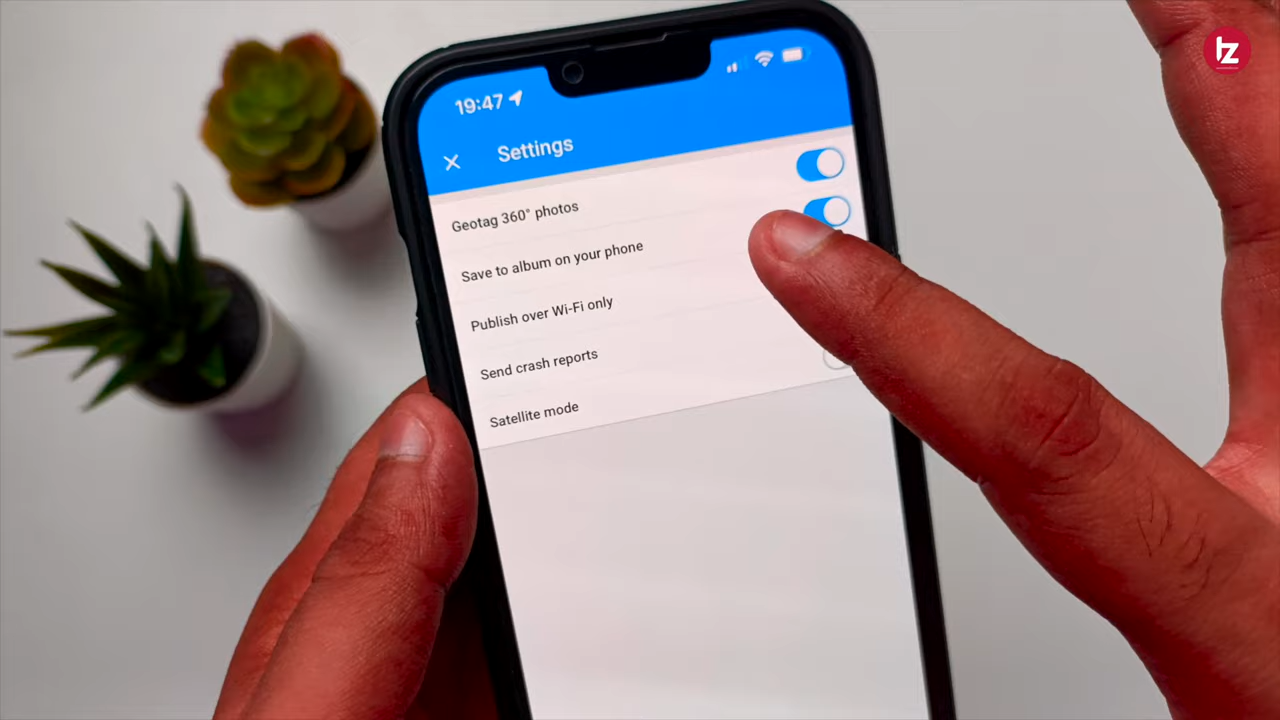 19:47
Settings
Geotag 360° photos
Save to album on your phone
Publish over Wi-Fi only
Send crash reports
Satellite mode